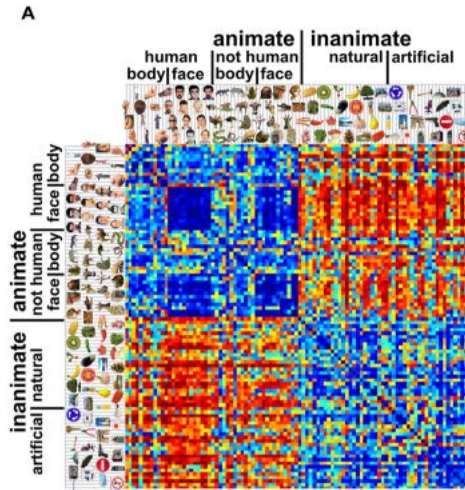 A
animate inanimate
human not human natural artificial
body face body face
animate inanimate
human not human natural artificial
body face body face